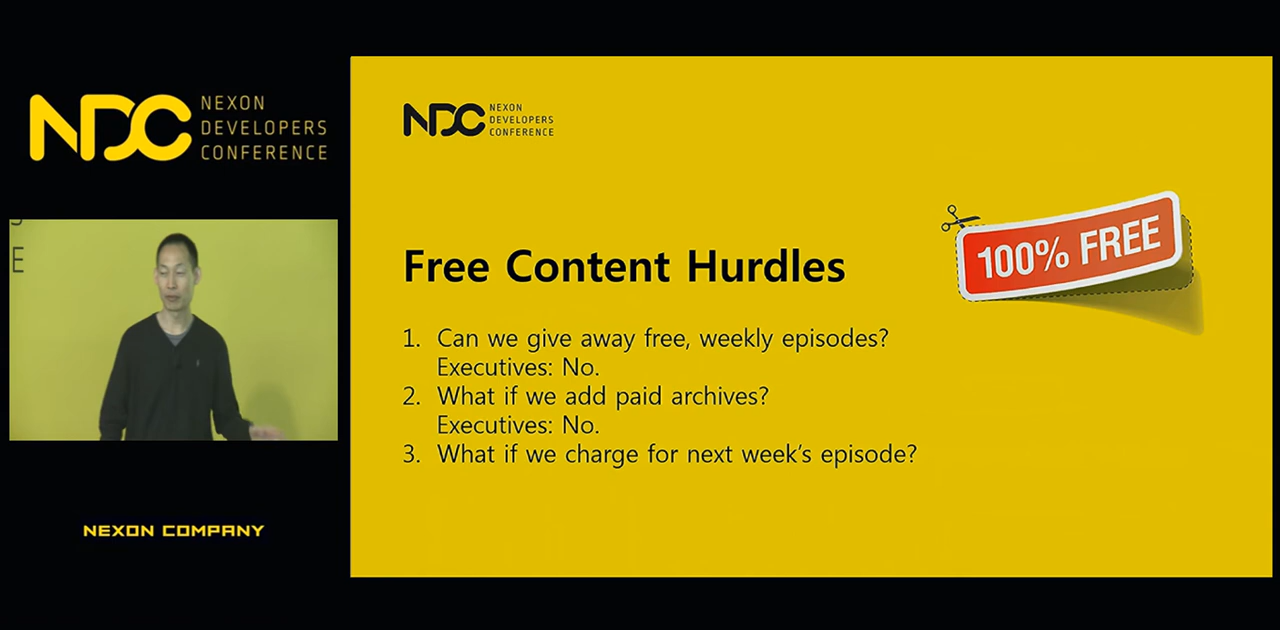 NEXON
DEVELOPERS
CONFERENCE
NDC
E
NEXON COMPANY
NDC
NEXON
DEVELOPERS
CONFERENCE
100% FREE
Free Content Hurdles
1. Can we give away free, weekly episodes?
Executives: No.
2. What if we add paid archives?
Executives: No.
3. What if we charge for next week's episode?